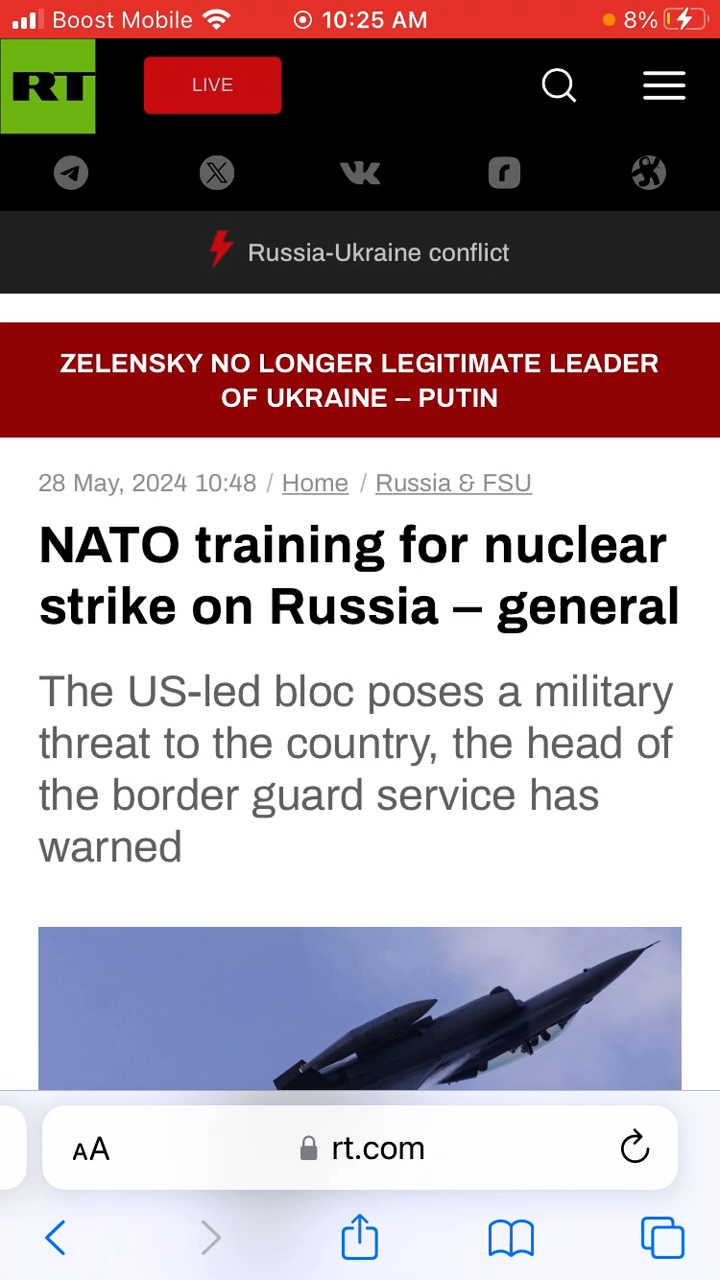 Boost Mobile 10:25 AM 8%
RT LIVE
Russia-Ukraine conflict
ZELENSKY NO LONGER LEGITIMATE LEADER
OF UKRAINE – PUTIN
28 May, 2024 10:48 / Home / Russia & FSU
NATO training for nuclear
strike on Russia – general
The US-led bloc poses a military
threat to the country, the head of
the border guard service has
warned
AA rt.com